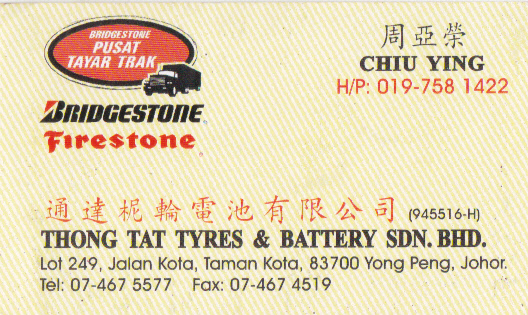 BRIDGESTONE
PUSAT
TAYAR TRAK
BRIDGESTONE
Firestone
周亞榮
CHIU YING
H/P: 019-758 1422
通達柅輪電池有限公司 (945516-H)
THONG TAT TYRES & BATTERY SDN. BHD.
Lot 249, Jalan Kota, Taman Kota, 83700 Yong Peng, Johor.
Tel: 07-467 5577 Fax: 07-467 4519